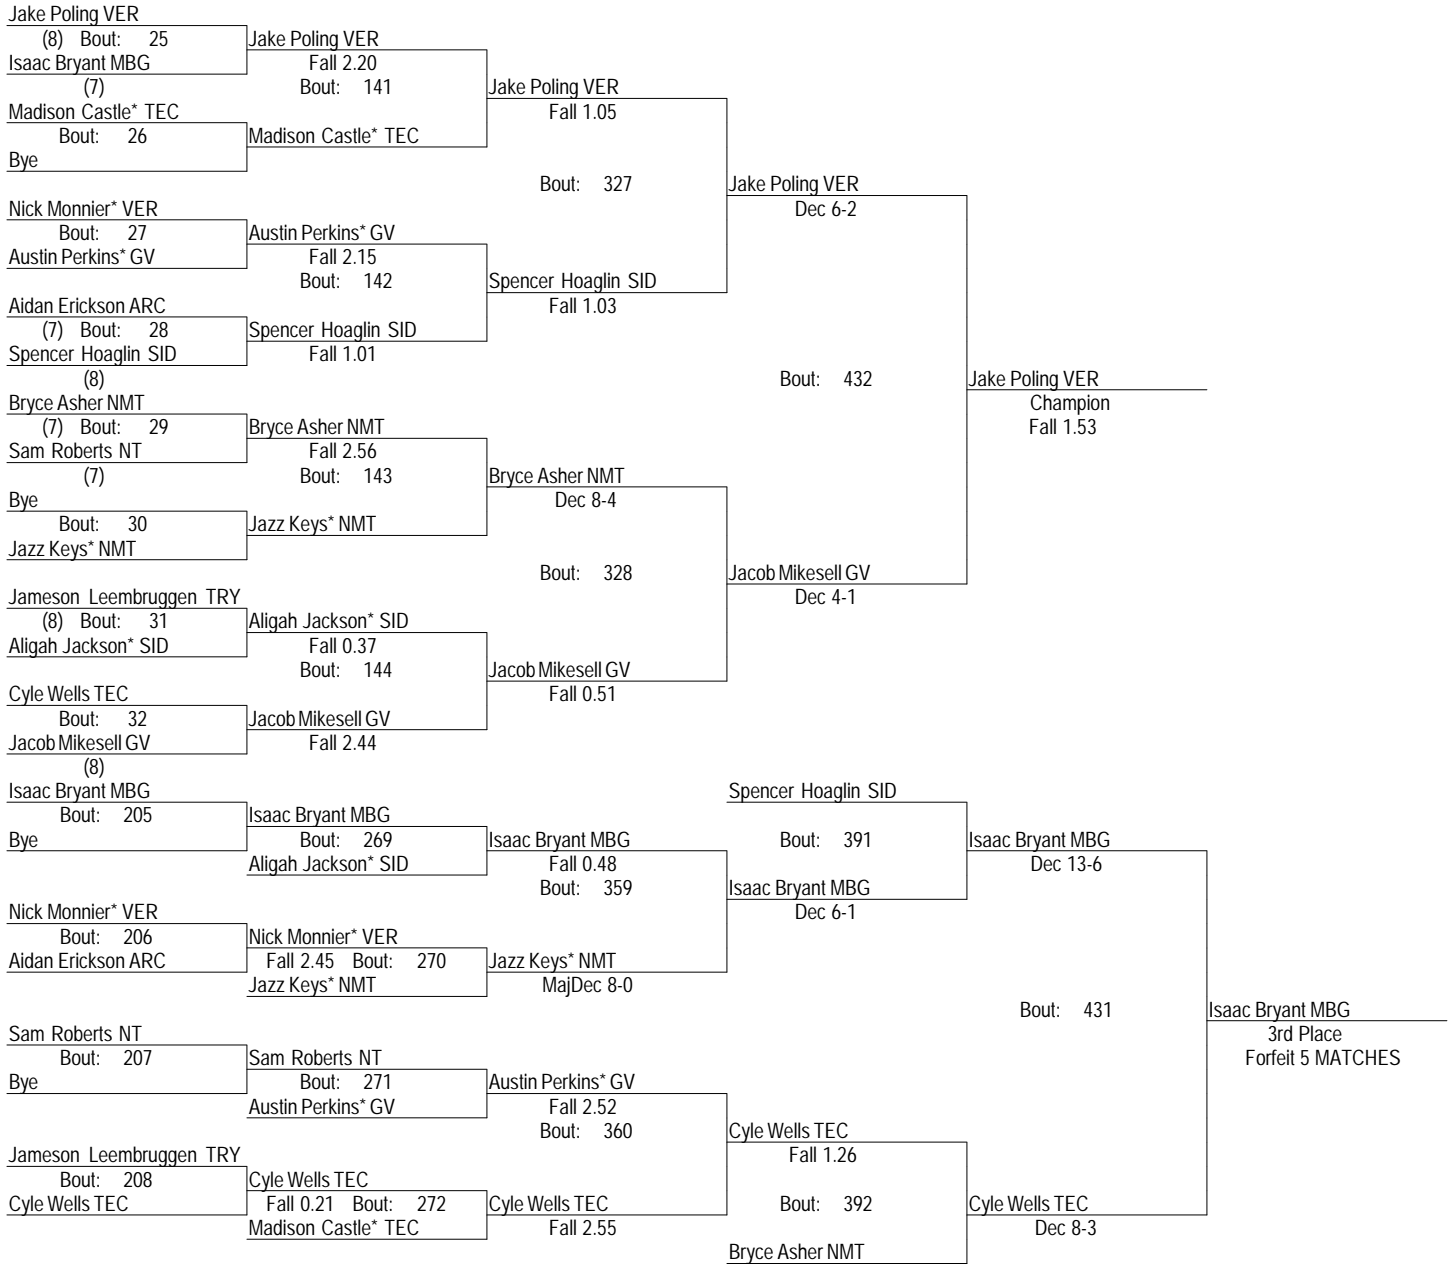 Jake Poling VER
(8) Bout: 25
Isaac Bryant MBG
(7)
Madison Castle* TEC
Bout: 26
Bye
Nick Monnier* VER
Bout: 27
Austin Perkins* GV
Aidan Erickson ARC
(7) Bout: 28
Spencer Hoaglin SID
(8)
Bryce Asher NMT
(7) Bout: 29
Sam Roberts NT
(7)
Bye
Bout: 30
Jazz Keys* NMT
Jameson Leembruggen TRY
(8) Bout: 31
Aligah Jackson* SID
Cyle Wells TEC
Bout: 32
Jacob Mikesell GV
(8)
Jake Poling VER
Fall 2.20
Bout: 141
Madison Castle* TEC
Austin Perkins* GV
Fall 2.15
Bout: 142
Spencer Hoaglin SID
Fall 1.01
Bryce Asher NMT
Fall 2.56
Bout: 143
Jazz Keys* NMT
Aligah Jackson* SID
Fall 0.37
Bout: 144
Jacob Mikesell GV
Fall 2.44
Jake Poling VER
Fall 1.05
Bout: 327
Spencer Hoaglin SID
Fall 1.03
Bryce Asher NMT
Dec 8-4
Bout: 328
Jacob Mikesell GV
Fall 0.51
Jake Poling VER
Dec 6-2
Bout: 432
Jacob Mikesell GV
Dec 4-1
Jake Poling VER
Champion
Fall 1.53
Isaac Bryant MBG
Bout: 205
Bye
Nick Monnier* VER
Bout: 206
Aidan Erickson ARC
Sam Roberts NT
Bout: 207
Bye
Jameson Leembruggen TRY
Bout: 208
Cyle Wells TEC
Isaac Bryant MBG
Bout: 269
Aligah Jackson* SID
Nick Monnier* VER
Fall 2.45 Bout: 270
Jazz Keys* NMT
Sam Roberts NT
Bout: 271
Austin Perkins* GV
Cyle Wells TEC
Fall 0.21 Bout: 272
Madison Castle* TEC
Isaac Bryant MBG
Fall 0.48
Bout: 359
Jazz Keys* NMT
MajDec 8-0
Austin Perkins* GV
Fall 2.52
Bout: 360
Cyle Wells TEC
Fall 2.55
Spencer Hoaglin SID
Bout: 391
Isaac Bryant MBG
Dec 6-1
Cyle Wells TEC
Fall 1.26
Bout: 392
Bryce Asher NMT
Isaac Bryant MBG
Dec 13-6
Bout: 431
Cyle Wells TEC
Dec 8-3
Isaac Bryant MBG
3rd Place
Forfeit 5 MATCHES